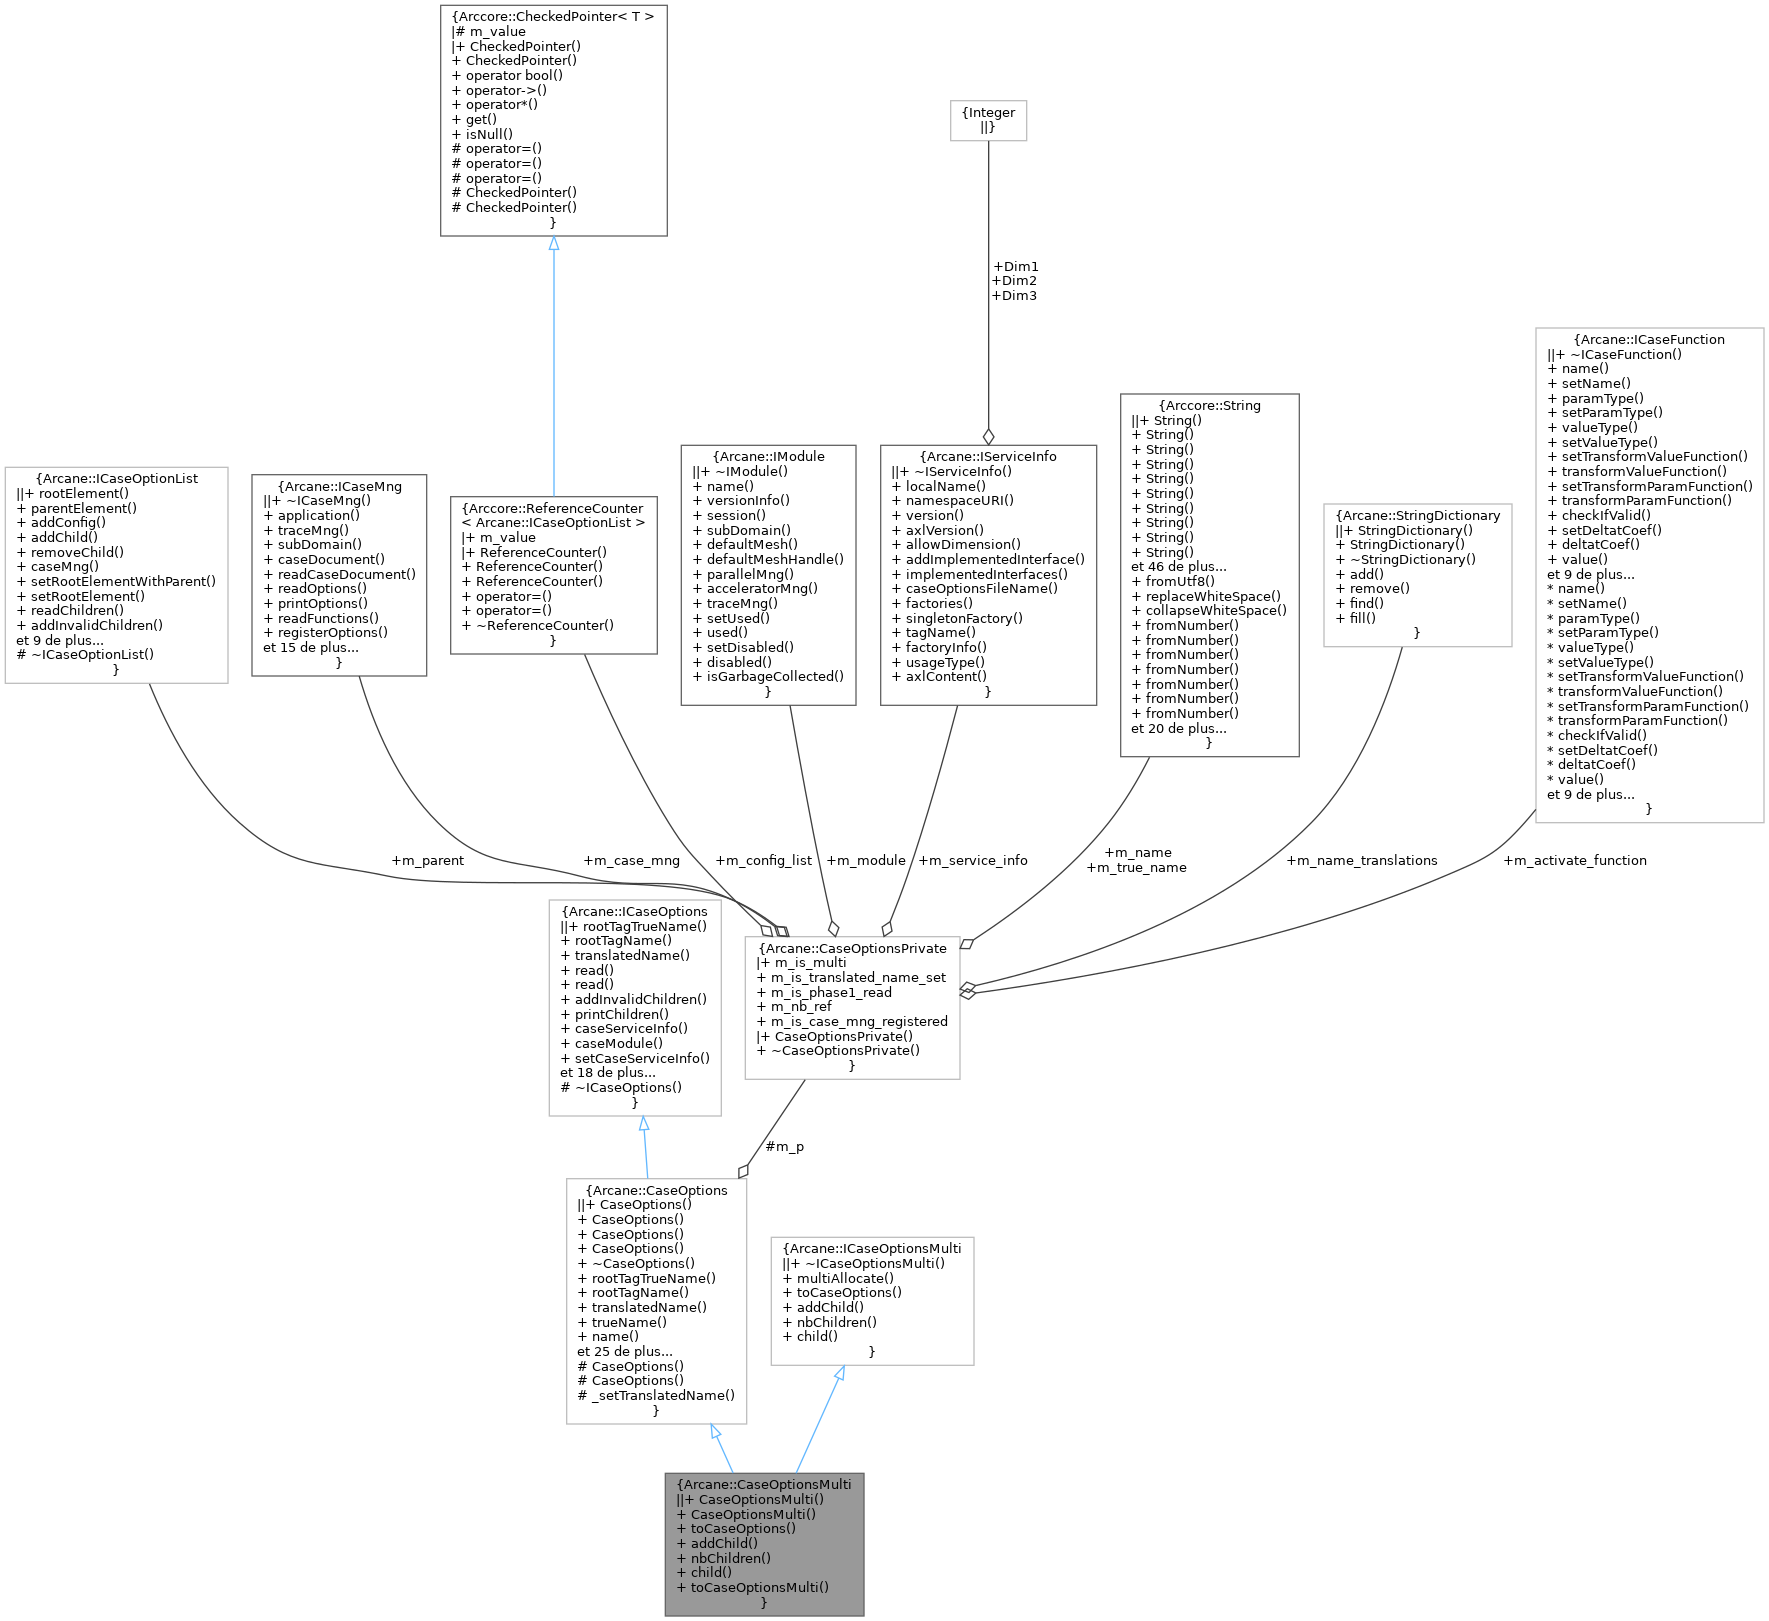 {Arccore::CheckedPointer< T >
|# m_value
|+ CheckedPointer()
+ CheckedPointer()
+ operator bool()
+ operator->()
+ operator*()
+ get()
+ isNull()
# operator=()
# operator=()
# operator=()
# CheckedPointer()
# CheckedPointer()
}
{Integer
||}
+Dim1
+Dim2
+Dim3
{Arcane::ICaseOptionList
||+ rootElement()
+ parentElement()
+ addConfig()
+ addChild()
+ removeChild()
+ caseMng()
+ setRootElementWithParent()
+ setRootElement()
+ readChildren()
+ addInvalidChildren()
et 9 de plus...
# ~ICaseOptionList()
}
{Arcane::ICaseMng
||+ ~ICaseMng()
+ application()
+ traceMng()
+ subDomain()
+ caseDocument()
+ readCaseDocument()
+ readOptions()
+ printOptions()
+ readFunctions()
+ registerOptions()
et 15 de plus...
}
{Arccore::ReferenceCounter
< Arcane::ICaseOptionList >
|+ m_value
|+ ReferenceCounter()
+ ReferenceCounter()
+ ReferenceCounter()
+ operator=()
+ operator=()
+ ~ReferenceCounter()
}
{Arcane::IModule
||+ ~IModule()
+ name()
+ versionInfo()
+ session()
+ subDomain()
+ defaultMesh()
+ defaultMeshHandle()
+ parallelMng()
+ acceleratorMng()
+ traceMng()
+ setUsed()
+ used()
+ setDisabled()
+ disabled()
+ isGarbageCollected()
}
{Arcane::IServiceInfo
||+ ~IServiceInfo()
+ localName()
+ namespaceURI()
+ version()
+ axlVersion()
+ allowDimension()
+ addImplementedInterface()
+ implementedInterfaces()
+ caseOptionsFileName()
+ factories()
+ singletonFactory()
+ tagName()
+ factoryInfo()
+ usageType()
+ axlContent()
}
{Arccore::String
||+ String()
+ String()
+ String()
+ String()
+ String()
+ String()
+ String()
+ String()
+ String()
+ String()
et 46 de plus...
+ fromUtf8()
+ replaceWhiteSpace()
+ collapseWhiteSpace()
+ fromNumber()
+ fromNumber()
+ fromNumber()
+ fromNumber()
+ fromNumber()
+ fromNumber()
+ fromNumber()
et 20 de plus...
}
{Arcane::StringDictionary
||+ StringDictionary()
+ StringDictionary()
+ ~StringDictionary()
+ add()
+ remove()
+ find()
+ fill()
}
{Arcane::ICaseFunction
||+ ~ICaseFunction()
+ name()
+ setName()
+ paramType()
+ setParamType()
+ valueType()
+ setValueType()
+ setTransformValueFunction()
+ transformValueFunction()
+ setTransformParamFunction()
+ transformParamFunction()
+ checkIfValid()
+ setDeltatCoef()
+ deltatCoef()
+ value()
et 9 de plus...
* name()
* setName()
* paramType()
* setParamType()
* valueType()
* setValueType()
* setTransformValueFunction()
* transformValueFunction()
* setTransformParamFunction()
* transformParamFunction()
* checkIfValid()
* setDeltatCoef()
* deltatCoef()
* value()
et 9 de plus...
}
+m_parent
+m_case_mng
+m_config_list
+m_module
+m_service_info
+m_name
+m_true_name
+m_name_translations
+m_activate_function
{Arcane::ICaseOptions
||+ rootTagTrueName()
+ rootTagName()
+ translatedName()
+ read()
+ read()
+ addInvalidChildren()
+ printChildren()
+ caseServiceInfo()
+ caseModule()
+ setCaseServiceInfo()
et 18 de plus...
# ~ICaseOptions()
}
{Arcane::CaseOptionsPrivate
|+ m_is_multi
+ m_is_translated_name_set
+ m_is_phase1_read
+ m_nb_ref
+ m_is_case_mng_registered
|+ CaseOptionsPrivate()
+ ~CaseOptionsPrivate()
}
#m_p
{Arcane::CaseOptions
||+ CaseOptions()
+ CaseOptions()
+ CaseOptions()
+ CaseOptions()
+ ~CaseOptions()
+ rootTagTrueName()
+ rootTagName()
+ translatedName()
+ trueName()
+ name()
et 25 de plus...
# CaseOptions()
# CaseOptions()
# _setTranslatedName()
}
{Arcane::ICaseOptionsMulti
||+ ~ICaseOptionsMulti()
+ multiAllocate()
+ toCaseOptions()
+ addChild()
+ nbChildren()
+ child()
}
{Arcane::CaseOptionsMulti
||+ CaseOptionsMulti()
+ CaseOptionsMulti()
+ toCaseOptions()
+ addChild()
+ nbChildren()
+ child()
+ toCaseOptionsMulti()
}